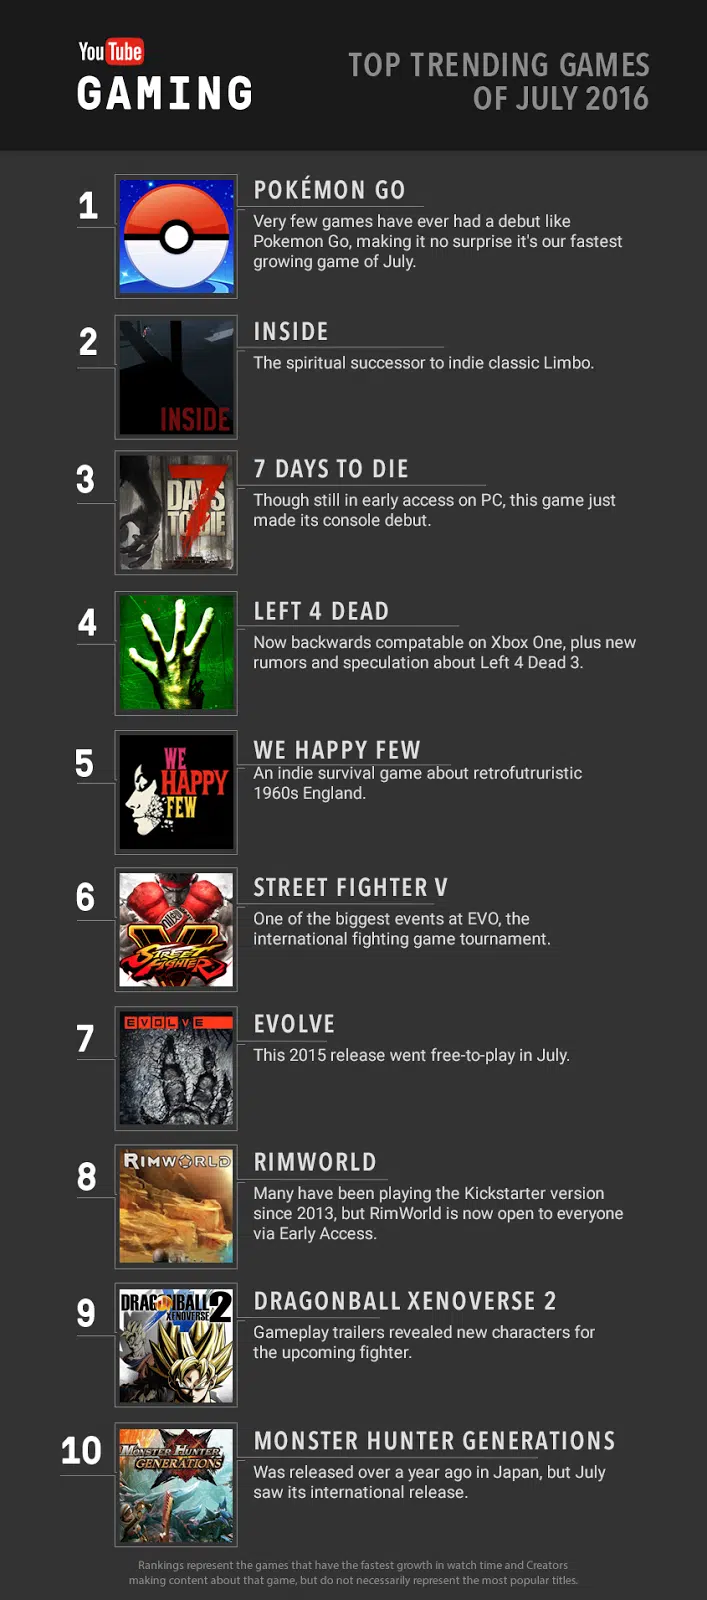 YouTube
GAMING
TOP TRENDING GAMES
OF JULY 2016
1
POKÉMON GO
Very few games have ever had a debut like
Pokemon Go, making it no surprise it's our fastest
growing game of July.
2
INSIDE
INSIDE
The spiritual successor to indie classic Limbo.
3
7
DAYS
TO DIE
7 DAYS TO DIE
Though still in early access on PC, this game just
made its console debut.
4
LEFT 4 DEAD
Now backwards compatable on Xbox One, plus new
rumors and speculation about Left 4 Dead 3.
5
WE
HAPPY
FEW
WE HAPPY FEW
An indie survival game about retrofutruristic
1960s England.
6
V
STREET
FIGHTER
STREET FIGHTER V
One of the biggest events at EVO, the
international fighting game tournament.
7
EVOLVE
EVOLVE
This 2015 release went free-to-play in July.
8
RIMWORLD
RIMWORLD
Many have been playing the Kickstarter version
since 2013, but RimWorld is now open to everyone
via Early Access.
9
DRAGONBALL
XENOVERSE 2
DRAGONBALL XENOVERSE 2
Gameplay trailers revealed new characters for
the upcoming fighter.
10
MONSTER HUNTER
GENERATIONS
MONSTER HUNTER GENERATIONS
Was released over a year ago in Japan, but July
saw its international release.
Rankings represent the games that have the fastest growth in watch time and Creators
making content about that game, but do not necessarily represent the most popular titles.